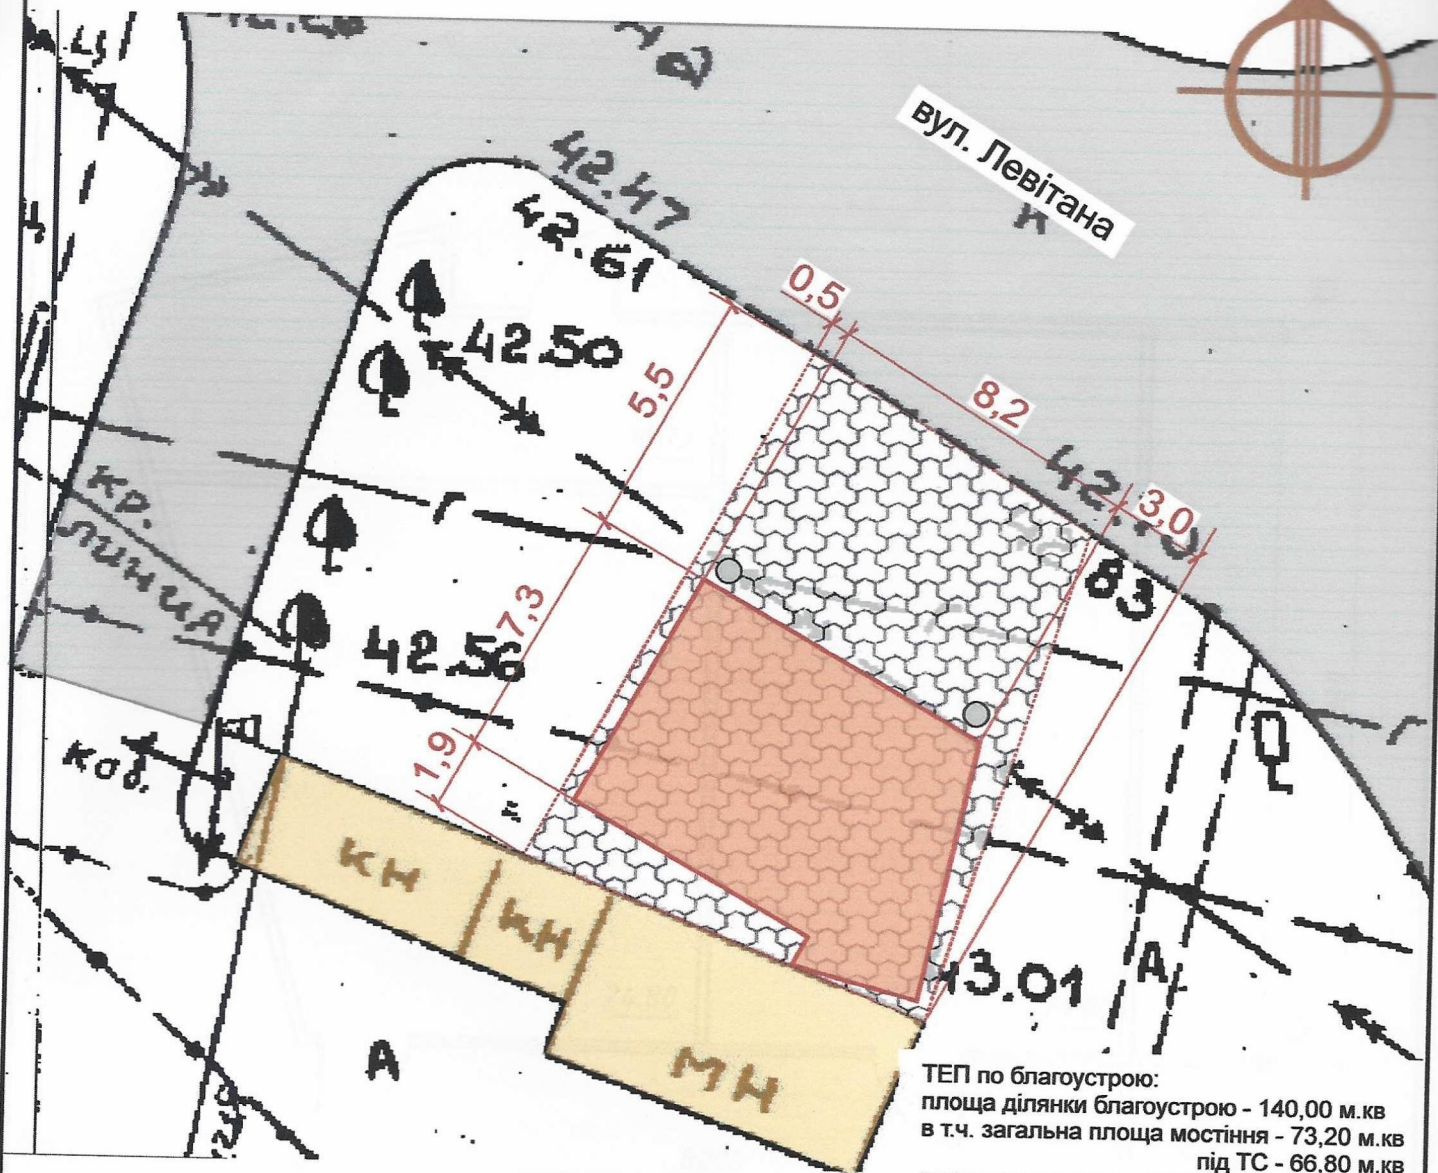 42.47
вул. Левітана
к
42.61
0,5
42.50
5,5
8,2
3,0
кр.
линия
Г
83
7,3
42.56
1,9
Г
коб.
кн
кн
13.01
А
А
мн
ТЕП по благоустрою:
площа ділянки благоустрою - 140,00 м.кв
в т.ч. загальна площа мостіння - 73,20 м.кв
під ТС - 66,80 м.кв